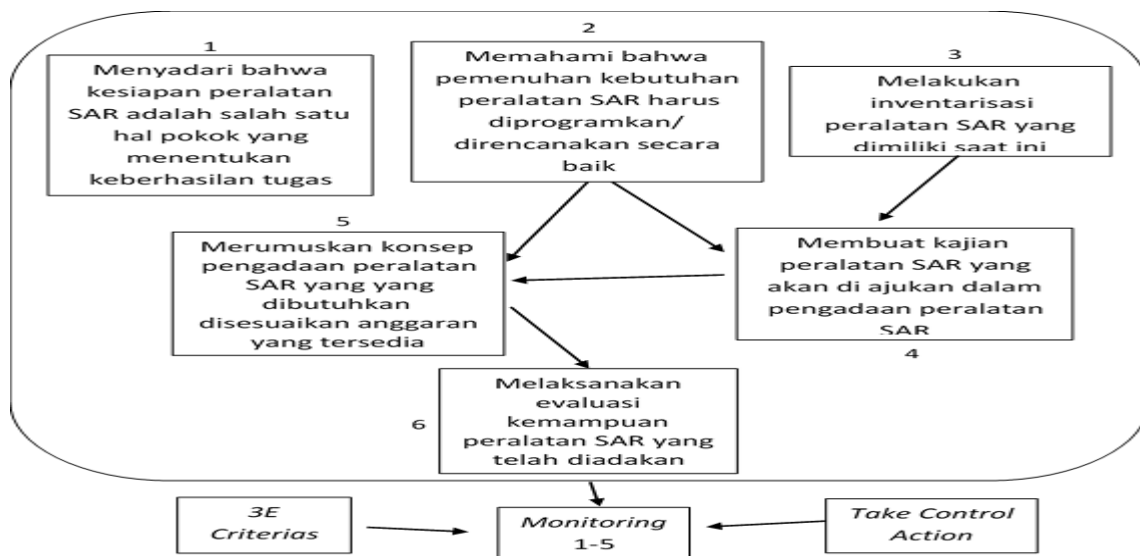 1
Menyadari bahwa
kesiapan peralatan
SAR adalah salah satu
hal pokok yang
menentukan
keberhasilan tugas
2
Memahami bahwa
pemenuhan kebutuhan
peralatan SAR harus
diprogramkan/
direncanakan secara
baik
3
Melakukan
inventarisasi
peralatan SAR yang
dimiliki saat ini
5
Merumuskan konsep
pengadaan peralatan
SAR yang yang
dibutuhkan
disesuaikan anggaran
yang tersedia
Membuat kajian
peralatan SAR yang
akan di ajukan dalam
pengadaan peralatan
SAR
4
6
Melaksanakan
evaluasi
kemampuan
peralatan SAR yang
telah diadakan
3E
Criterias
Monitoring
1-5
Take Control
Action